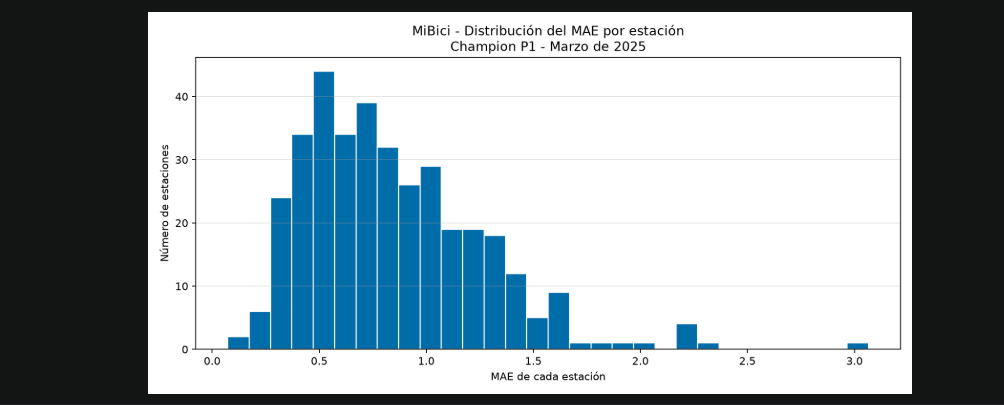 MiBici - Distribución del MAE por estación
Champion P1 - Marzo de 2025
Número de estaciones
40
30
20
10
0
0.0 0.5 1.0 1.5 2.0 2.5 3.0
MAE de cada estación